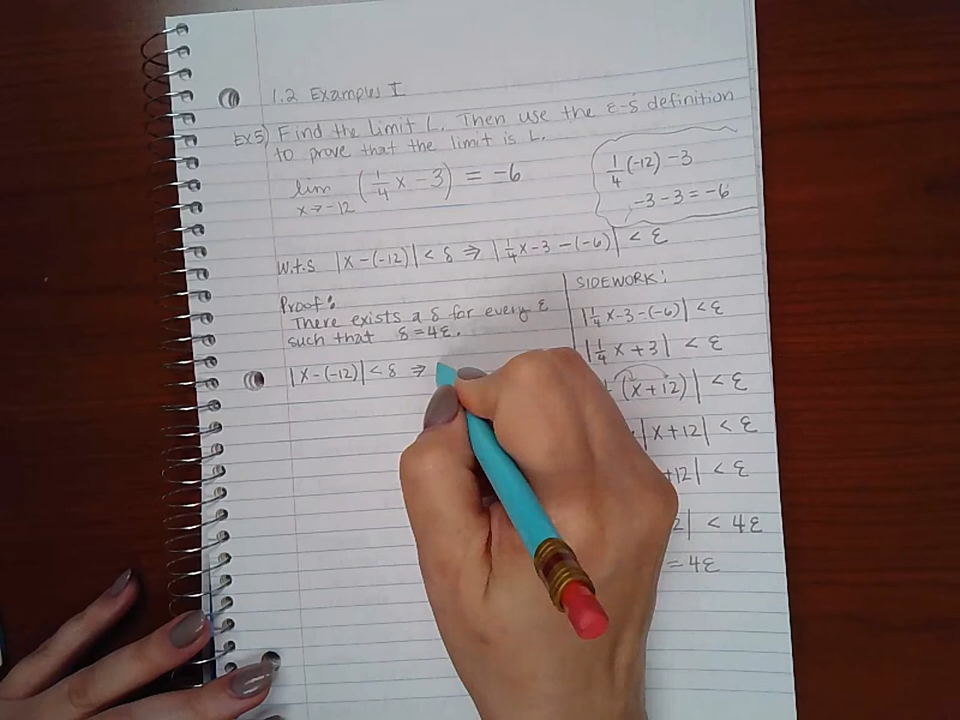 1.2 Examples I
Ex5) Find the Limit L. Then use the ε-δ definition
to prove that the limit is L.
lim (1/4 x - 3) = -6
x → -12
1/4 (-12) - 3
-3 - 3 = -6
W.t.s |x - (-12)| < δ ⇒ |1/4 x - 3 - (-6)| < ε
Proof:
There exists a δ for every ε
such that δ = 4ε.
|x - (-12)| < δ ⇒
SIDEWORK:
|1/4 x - 3 - (-6)| < ε
|1/4 x + 3| < ε
(x + 12)| < ε
|x + 12| < ε
+12| < ε
2| < 4ε
= 4ε